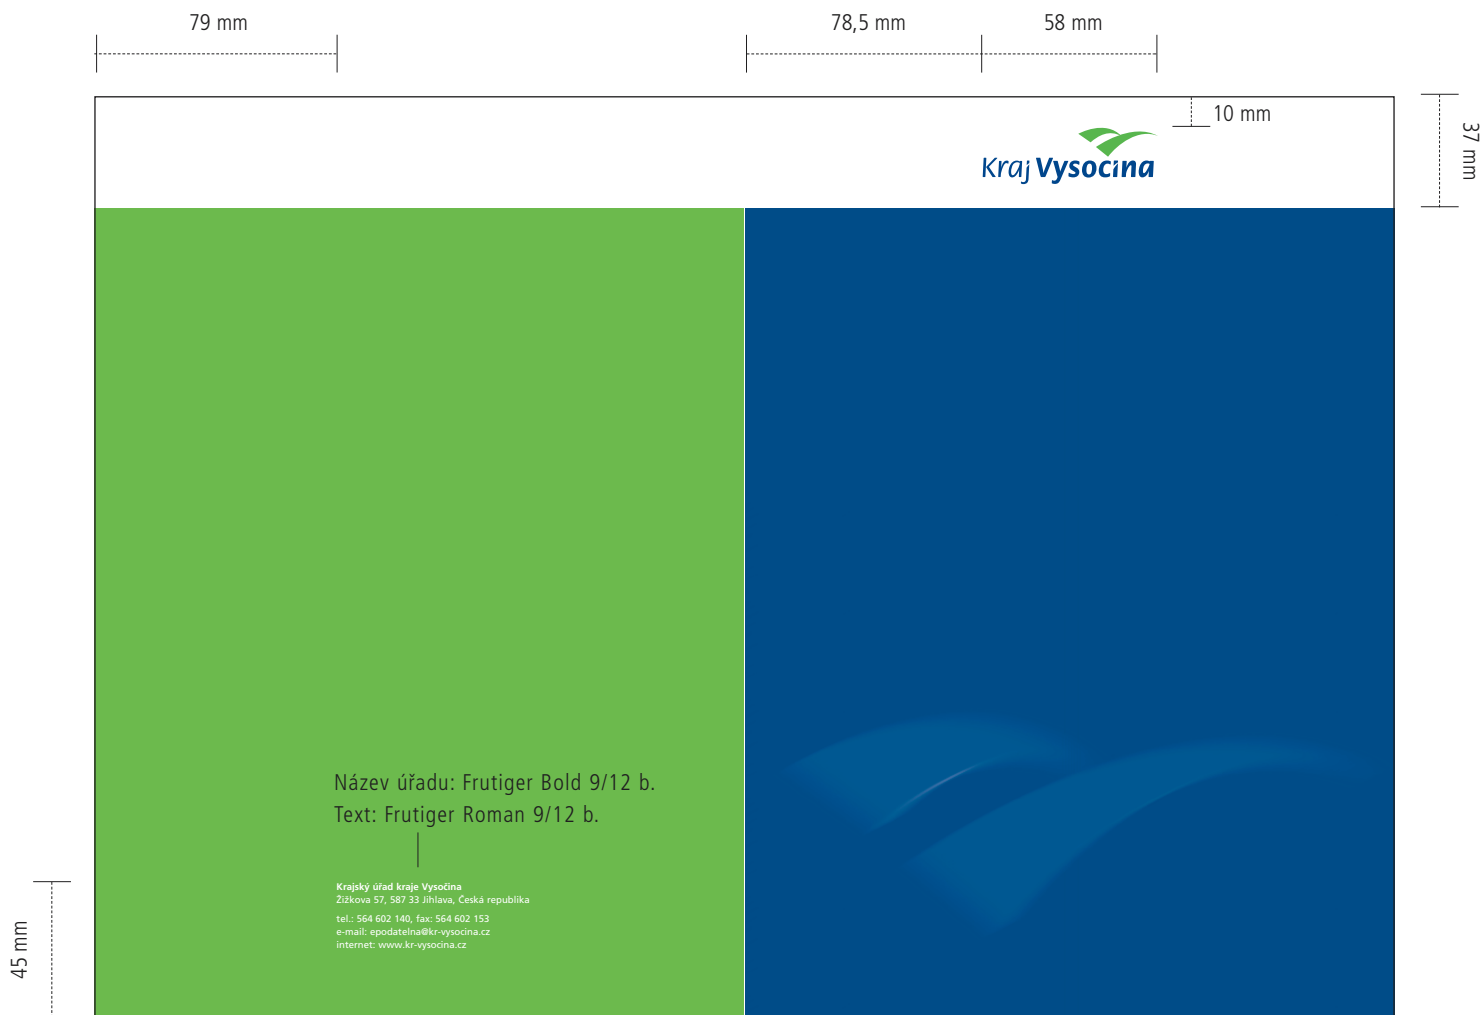 79 mm
78,5 mm
58 mm
10 mm
37 mm
Kraj Vysočina
Název úřadu: Frutiger Bold 9/12 b.
Text: Frutiger Roman 9/12 b.
Krajský úřad kraje Vysočina
Žižkova 57, 587 33 Jihlava, Česká republika
tel.: 564 602 140, fax: 564 602 153
e-mail: epodatelna@kr-vysocina.cz
internet: www.kr-vysocina.cz
45 mm